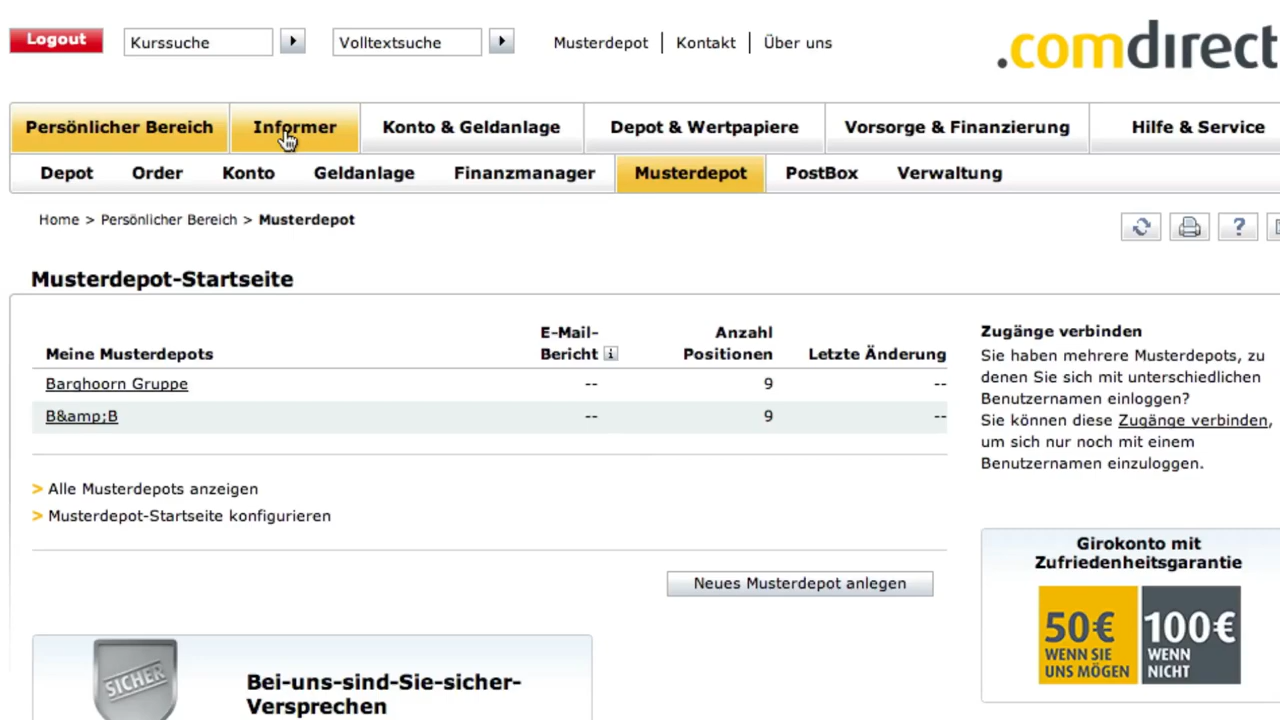 Logout
Kurssuche
Volltextsuche
Musterdepot | Kontakt | Über uns
.comdirect
Persönlicher Bereich
Informer
Konto & Geldanlage
Depot & Wertpapiere
Vorsorge & Finanzierung
Hilfe & Service
Depot
Order
Konto
Geldanlage
Finanzmanager
Musterdepot
PostBox
Verwaltung
Home > Persönlicher Bereich > Musterdepot
?
Musterdepot-Startseite
Meine Musterdepots
E-Mail-
Bericht i
Anzahl
Positionen
Letzte Änderung
Barghoorn Gruppe -- 9 --
B&amp;B -- 9 --
> Alle Musterdepots anzeigen
> Musterdepot-Startseite konfigurieren
Neues Musterdepot anlegen
Zugänge verbinden
Sie haben mehrere Musterdepots, zu
denen Sie sich mit unterschiedlichen
Benutzernamen einloggen?
Sie können diese Zugänge verbinden,
um sich nur noch mit einem
Benutzernamen einzuloggen.
Girokonto mit
Zufriedenheitsgarantie
50€
WENN SIE
UNS MÖGEN
100€
WENN
NICHT
SICHER
Bei-uns-sind-Sie-sicher-
Versprechen